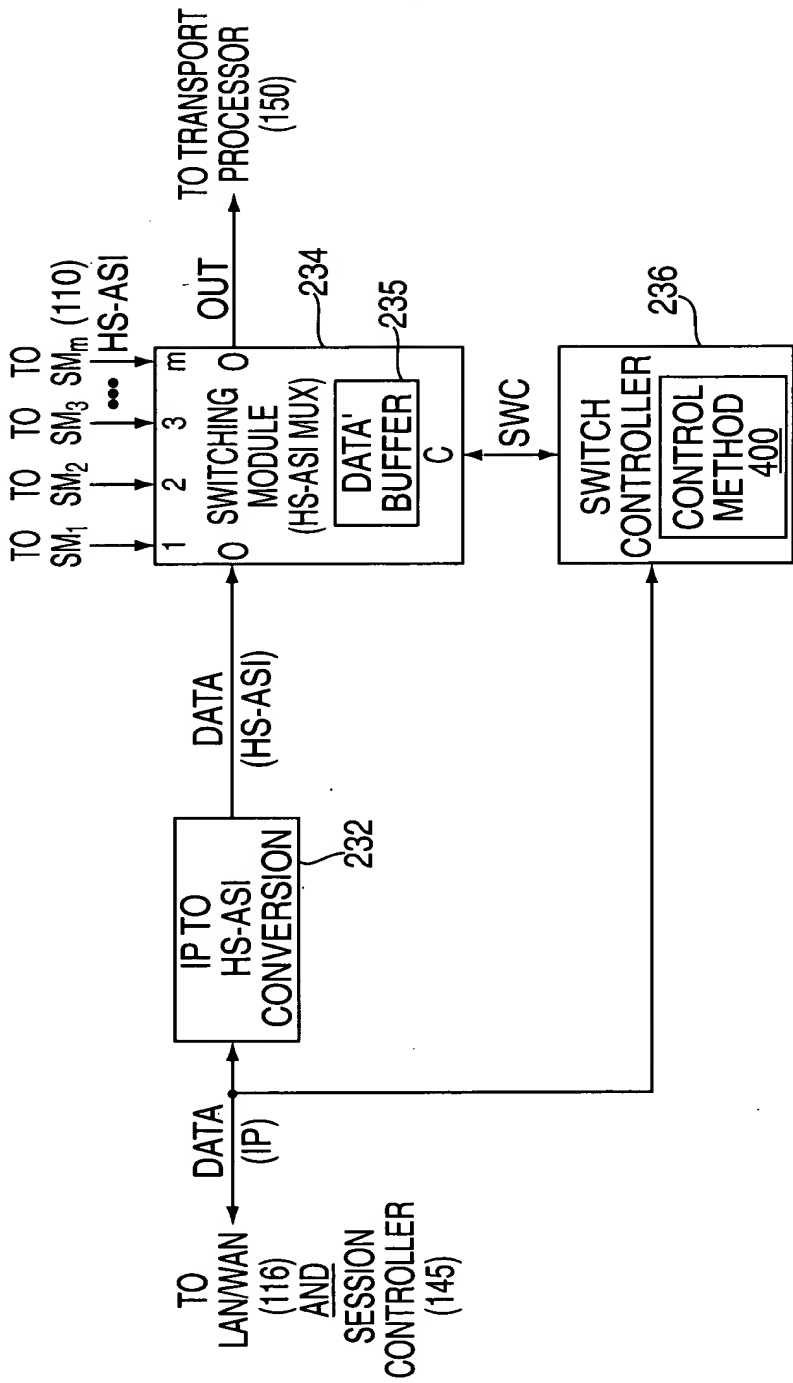 TO
LAN/WAN
(116)
AND
SESSION
CONTROLLER
(145)
DATA
(IP)
IP TO
HS-ASI
CONVERSION
232
DATA
(HS-ASI)
TO
SM1
TO
SM2
TO
SM3
•••
TO
SMm (110)
HS-ASI
1
2
3
m
0
0
SWITCHING
MODULE
(HS-ASI MUX)
DATA'
BUFFER
C
234
235
OUT
TO TRANSPORT
PROCESSOR
(150)
SWC
SWITCH
CONTROLLER
CONTROL
METHOD
400
236